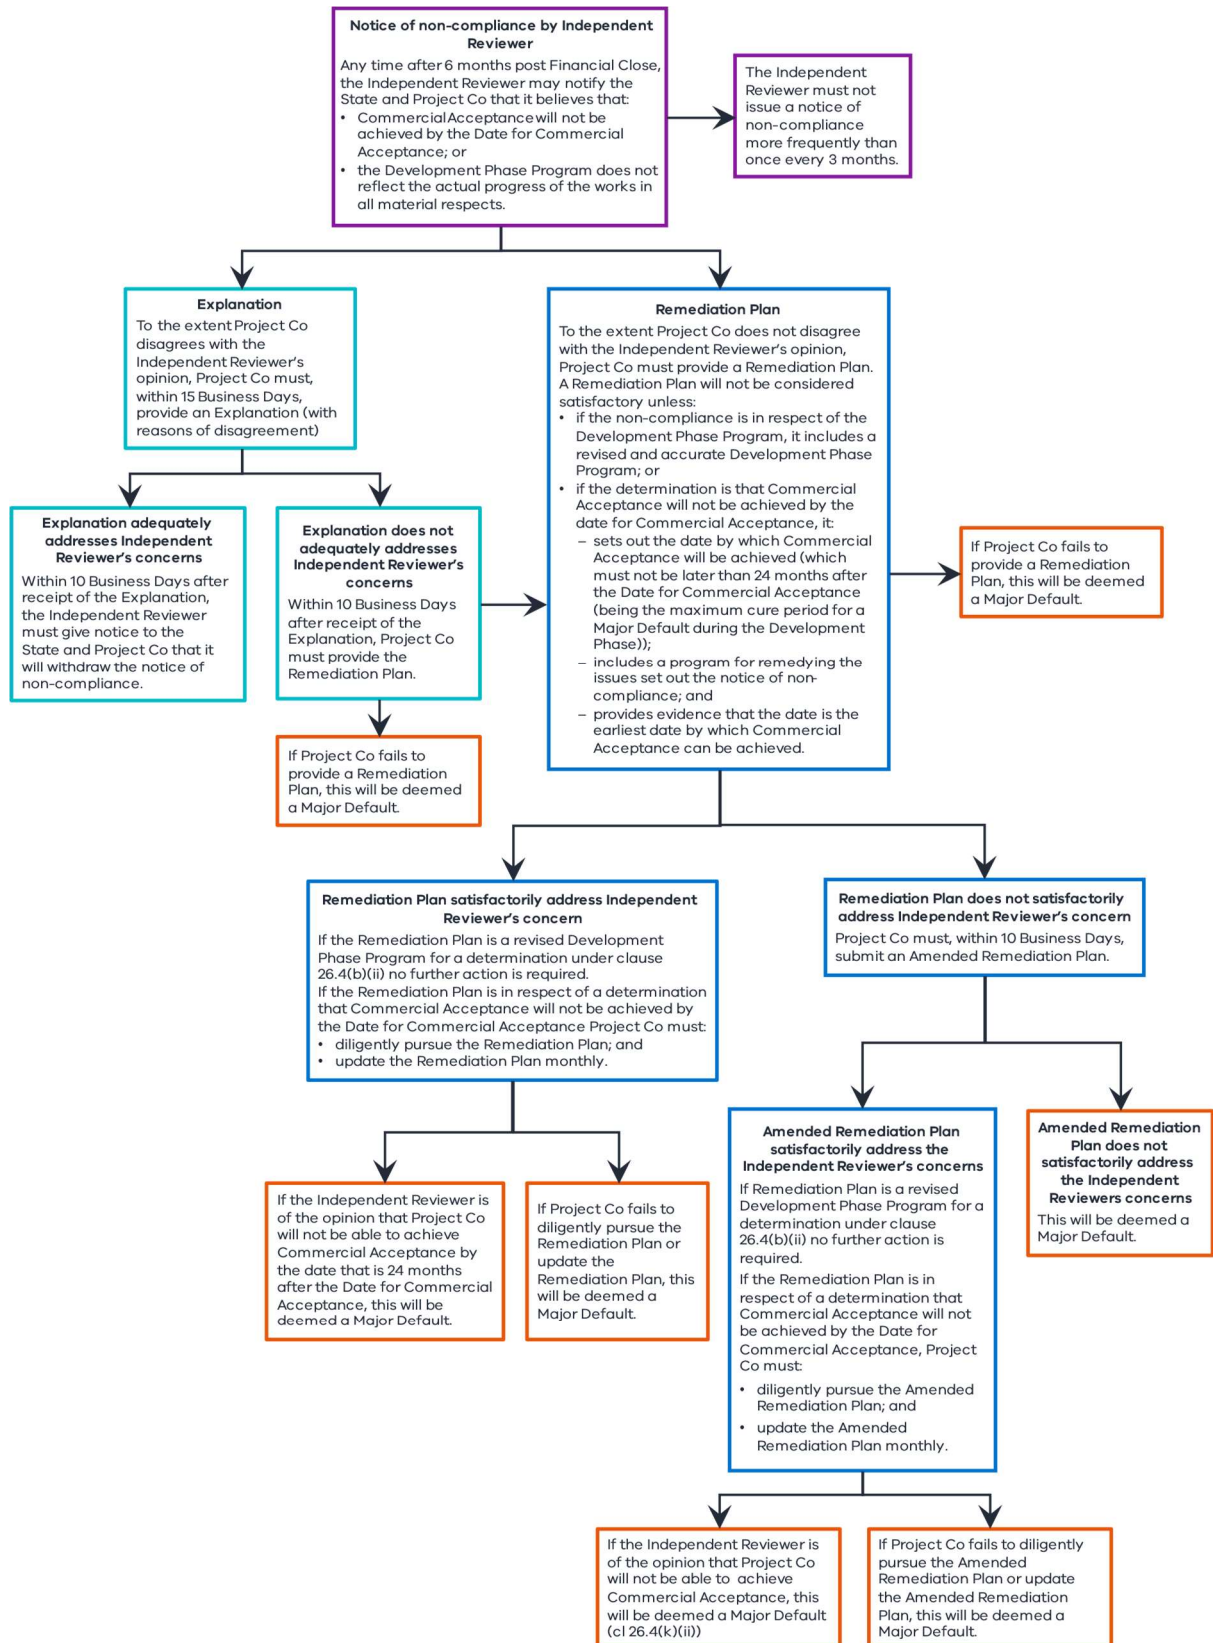 Notice of non-compliance by Independent
Reviewer
Any time after 6 months post Financial Close,
the Independent Reviewer may notify the
State and Project Co that it believes that:
• Commercial Acceptance will not be
achieved by the Date for Commercial
Acceptance; or
• the Development Phase Program does not
reflect the actual progress of the works in
all material respects.
The Independent
Reviewer must not
issue a notice of
non-compliance
more frequently than
once every 3 months.
Explanation
To the extent Project Co
disagrees with the
Independent Reviewer's
opinion, Project Co must,
within 15 Business Days,
provide an Explanation (with
reasons of disagreement)
Remediation Plan
To the extent Project Co does not disagree
with the Independent Reviewer's opinion,
Project Co must provide a Remediation Plan.
A Remediation Plan will not be considered
satisfactory unless:
• if the non-compliance is in respect of the
Development Phase Program, it includes a
revised and accurate Development Phase
Program; or
• if the determination is that Commercial
Acceptance will not be achieved by the
date for Commercial Acceptance, it:
– sets out the date by which Commercial
Acceptance will be achieved (which
must not be later than 24 months after
the Date for Commercial Acceptance
(being the maximum cure period for a
Major Default during the Development
Phase));
– includes a program for remedying the
issues set out the notice of non-
compliance; and
– provides evidence that the date is the
earliest date by which Commercial
Acceptance can be achieved.
Explanation adequately
addresses Independent
Reviewer's concerns
Within 10 Business Days after
receipt of the Explanation,
the Independent Reviewer
must give notice to the
State and Project Co that it
will withdraw the notice of
non-compliance.
Explanation does not
adequately addresses
Independent Reviewer's
concerns
Within 10 Business Days
after receipt of the
Explanation, Project Co
must provide the
Remediation Plan.
If Project Co fails to
provide a Remediation
Plan, this will be deemed
a Major Default.
If Project Co fails to
provide a Remediation
Plan, this will be deemed
a Major Default.
Remediation Plan satisfactorily address Independent
Reviewer's concern
If the Remediation Plan is a revised Development
Phase Program for a determination under clause
26.4(b)(ii) no further action is required.
If the Remediation Plan is in respect of a determination
that Commercial Acceptance will not be achieved by
the Date for Commercial Acceptance Project Co must:
• diligently pursue the Remediation Plan; and
• update the Remediation Plan monthly.
Remediation Plan does not satisfactorily
address Independent Reviewer's concern
Project Co must, within 10 Business Days,
submit an Amended Remediation Plan.
If the Independent Reviewer is
of the opinion that Project Co
will not be able to achieve
Commercial Acceptance by
the date that is 24 months
after the Date for Commercial
Acceptance, this will be
deemed a Major Default.
If Project Co fails to
diligently pursue the
Remediation Plan or
update the
Remediation Plan, this
will be deemed a
Major Default.
Amended Remediation Plan
satisfactorily address the
Independent Reviewer's concerns
If Remediation Plan is a revised
Development Phase Program for a
determination under clause
26.4(b)(ii) no further action is
required.
If the Remediation Plan is in
respect of a determination that
Commercial Acceptance will not
be achieved by the Date for
Commercial Acceptance, Project
Co must:
• diligently pursue the Amended
Remediation Plan; and
• update the Amended
Remediation Plan monthly.
Amended Remediation
Plan does not
satisfactorily address
the Independent
Reviewers concerns
This will be deemed a
Major Default.
If the Independent Reviewer is
of the opinion that Project Co
will not be able to achieve
Commercial Acceptance, this
will be deemed a Major Default
(cl 26.4(k)(ii))
If Project Co fails to diligently
pursue the Amended
Remediation Plan or update
the Amended Remediation
Plan, this will be deemed a
Major Default.